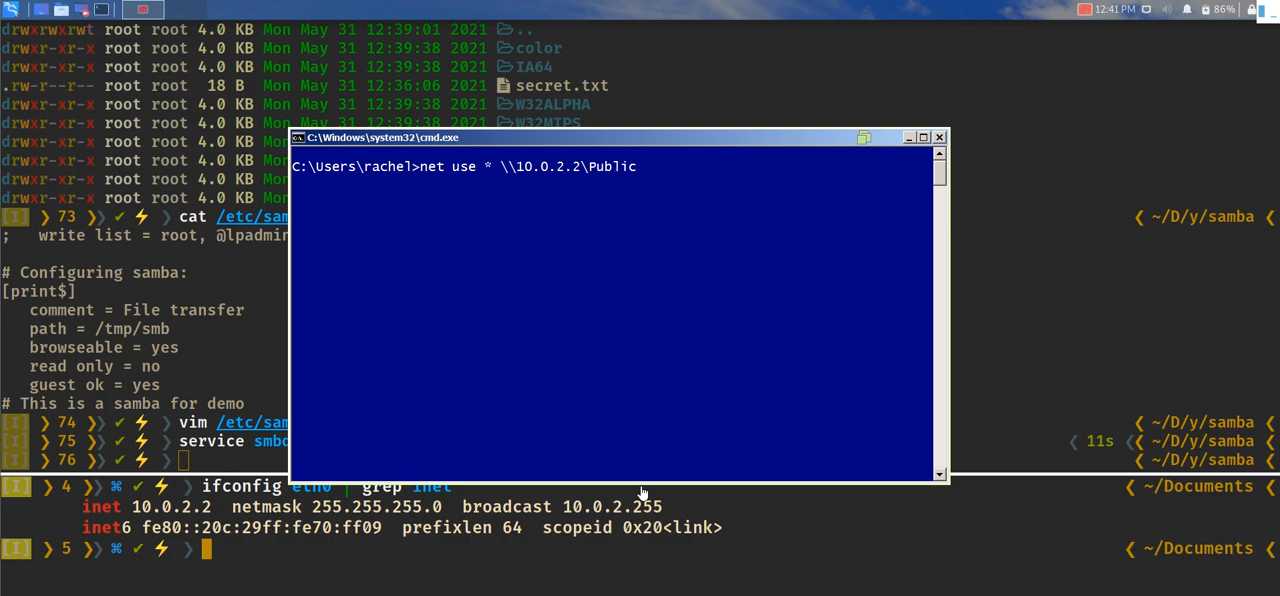 12:41 PM 86%
drwxrwxrwt root root 4.0 KB Mon May 31 12:39:01 2021 ..
drwxr-xr-x root root 4.0 KB Mon May 31 12:39:38 2021 color
drwxr-xr-x root root 4.0 KB Mon May 31 12:39:38 2021 IA64
.rw-r--r-- root root 18 B Mon May 31 12:36:06 2021 secret.txt
drwxr-xr-x root root 4.0 KB Mon May 31 12:39:38 2021 W32ALPHA
drwxr-xr-x root root 4.0 KB Mon May 31 12:39:38 2021 W32MIPS
drwxr-xr-x root root 4.0 KB
drwxr-xr-x root root 4.0 KB
drwxr-xr-x root root 4.0 KB
drwxr-xr-x root root 4.0 KB
C:\Windows\system32\cmd.exe
C:\Users\rachel>net use * \\10.0.2.2\Public
[I] ❯ 73 ❯❯ ✔ ⚡ ❯ cat /etc/sam ❮ ~/D/y/samba ❮
; write list = root, @lpadmin
# Configuring samba:
[print$]
comment = File transfer
path = /tmp/smb
browseable = yes
read only = no
guest ok = yes
# This is a samba for demo
[I] ❯ 74 ❯❯ ✔ ⚡ ❯ vim /etc/sam ❮ ~/D/y/samba ❮
[I] ❯ 75 ❯❯ ✔ ⚡ ❯ service smb ❮ 11s ❮❮ ~/D/y/samba ❮
[I] ❯ 76 ❯❯ ✔ ⚡ ❯ ❮ ~/D/y/samba ❮
[I] ❯ 4 ❯❯ ⌘ ✔ ⚡ ❯ ifconfig eth0 | grep inet ❮ ~/Documents ❮
inet 10.0.2.2 netmask 255.255.255.0 broadcast 10.0.2.255
inet6 fe80::20c:29ff:fe70:ff09 prefixlen 64 scopeid 0x20<link>
[I] ❯ 5 ❯❯ ⌘ ✔ ⚡ ❯ ❮ ~/Documents ❮